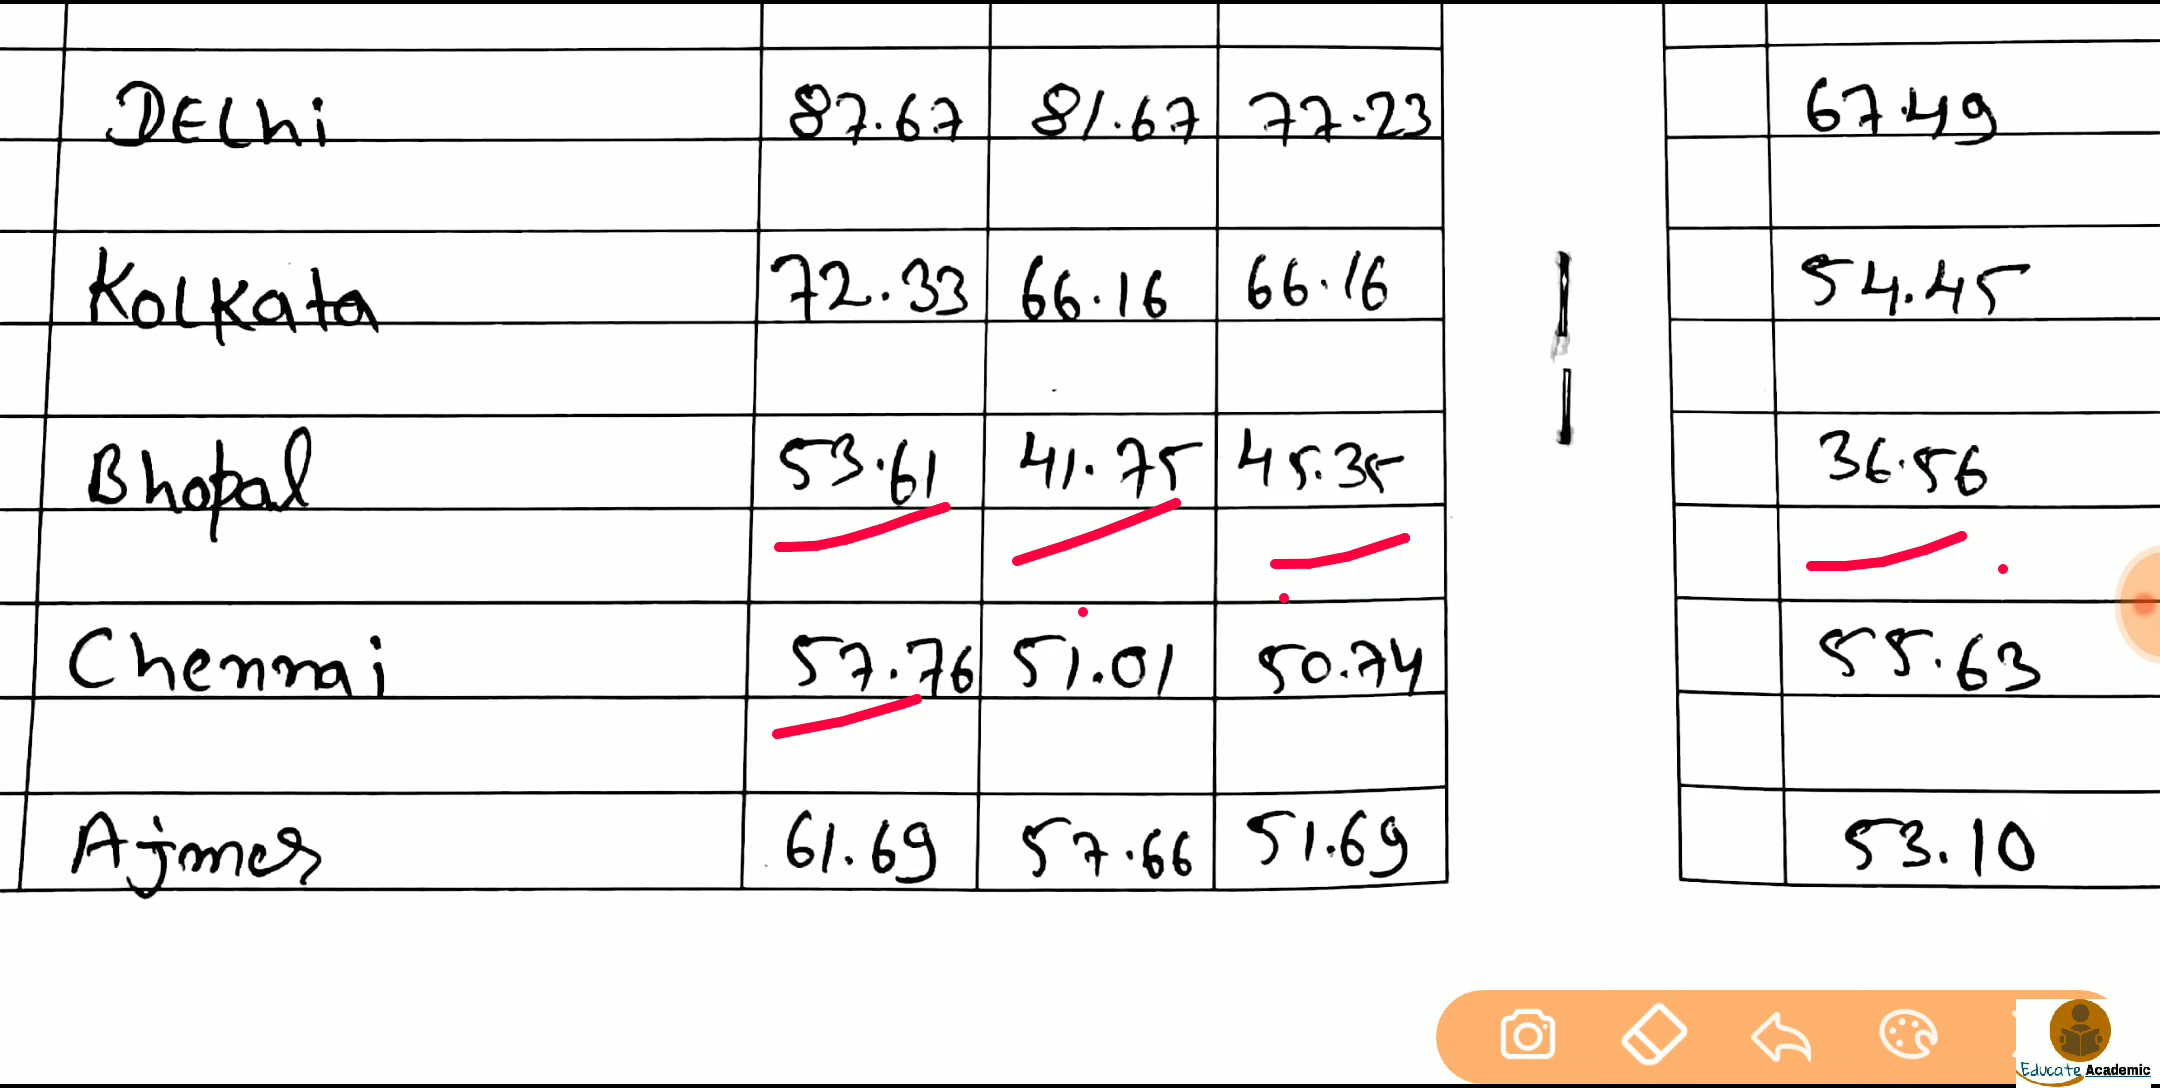 DELhi 87.67 81.67 77.23 67.49
Kolkata 72.33 66.16 66.16 54.45
Bhopal 53.61 41.75 45.35 36.56
Chennai 57.76 51.01 50.74 55.63
Ajmer 61.69 57.66 51.69 53.10
Educate Academic